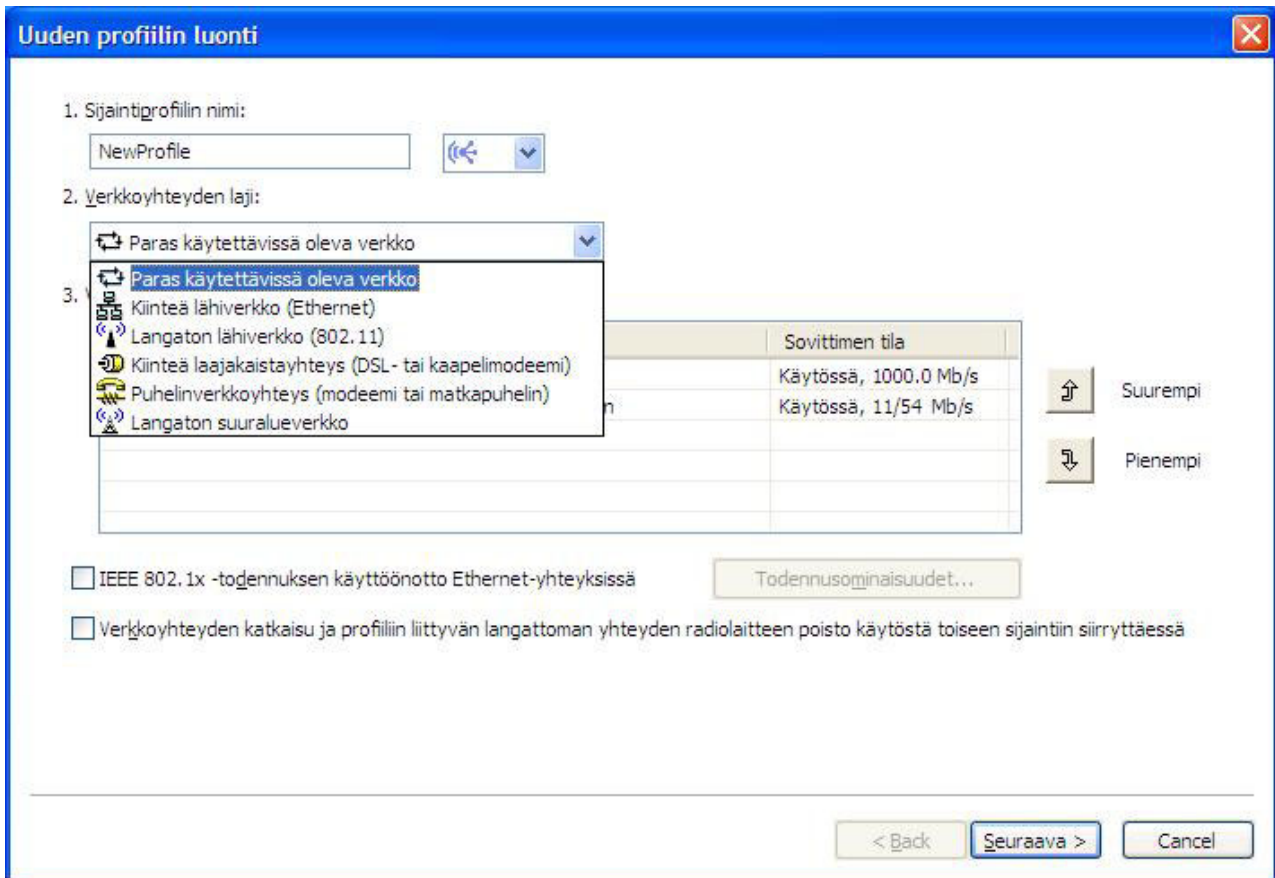 Uuden profiilin luonti
1. Sijaintiprofiilin nimi:
NewProfile
2. Verkkoyhteyden laji:
Paras käytettävissä oleva verkko
Paras käytettävissä oleva verkko
Kiinteä lähiverkko (Ethernet)
3.
Langaton lähiverkko (802.11)
Sovittimen tila
Kiinteä laajakaistayhteys (DSL- tai kaapelimodeemi)
Käytössä, 1000.0 Mb/s
Suurempi
Puhelinverkkoyhteys (modeemi tai matkapuhelin)
Käytössä, 11/54 Mb/s
Langaton suuralueverkko
Pienempi
IEEE 802.1x -todennuksen käyttöönotto Ethernet-yhteyksissä
Todennusominaisuudet...
Verkkoyhteyden katkaisu ja profiiliin liittyvän langattoman yhteyden radiolaitteen poisto käytöstä toiseen sijaintiin siirryttäessä
< Back
Seuraava >
Cancel